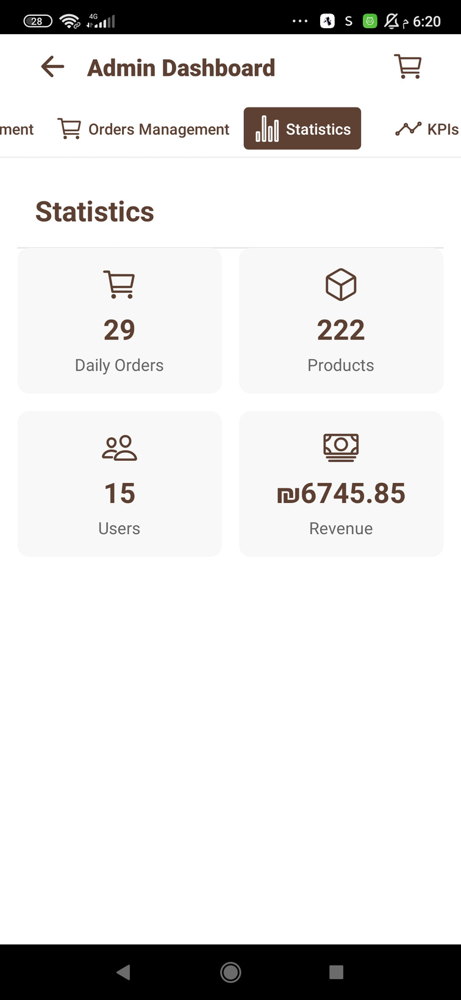 28 4G ... S م 6:20
Admin Dashboard
ment Orders Management Statistics KPIs
Statistics
29
Daily Orders
222
Products
15
Users
₪6745.85
Revenue